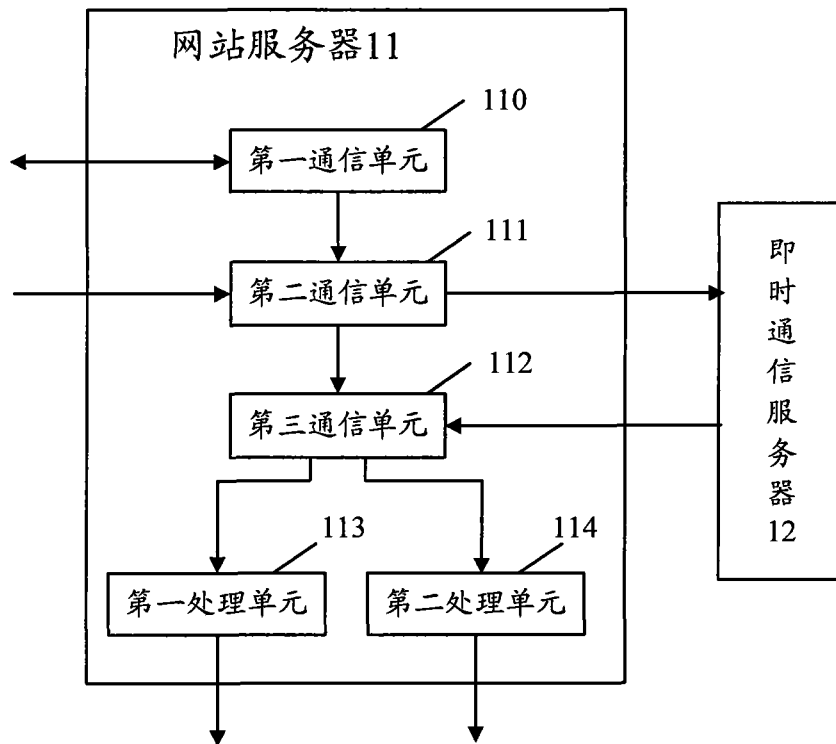 网站服务器11
110
第一通信单元
111
第二通信单元
112
第三通信单元
113
第一处理单元
114
第二处理单元
即时通信服务器12